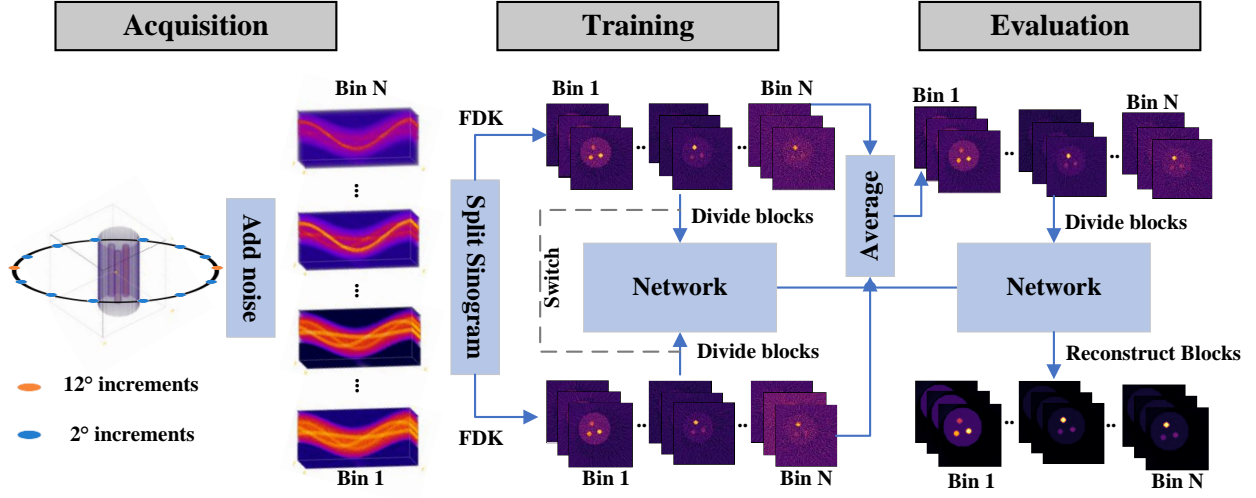 Acquisition
Training
Evaluation
Bin N
...
...
...
Bin 1
Add noise
12° increments
2° increments
Split Sinogram
FDK
FDK
Bin 1
Bin N
..
..
Divide blocks
Switch
Network
Divide blocks
..
..
Bin 1
Bin N
Average
Bin 1
Bin N
..
..
Divide blocks
Network
Reconstruct Blocks
..
..
Bin 1
Bin N